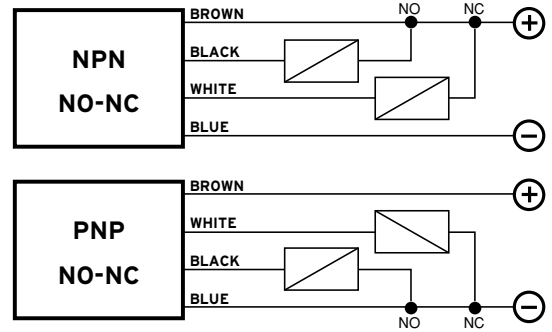 NO NC
BROWN
NPN
NO-NC
BLACK
WHITE
BLUE
BROWN
PNP
NO-NC
WHITE
BLACK
BLUE
NO NC